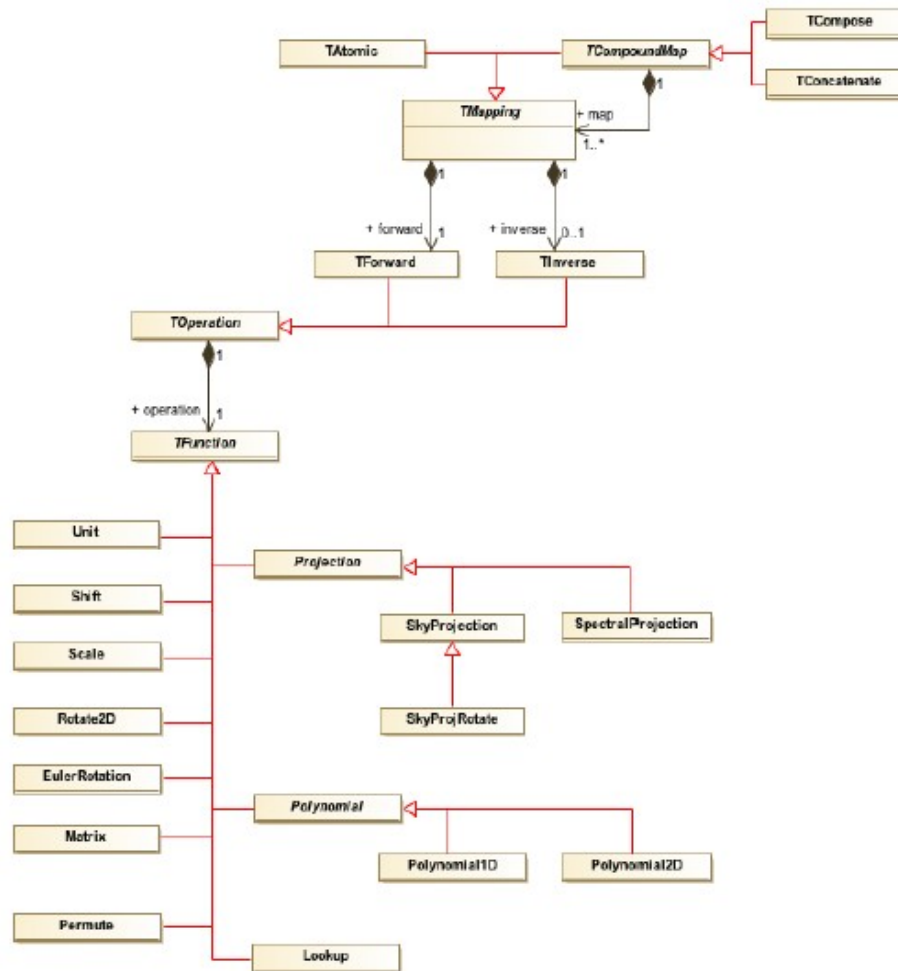 TCompose
TAtomic
TCompoundMap
TConcatenate
1
TMapping
+ map
1..*
1
1
+ forward
1
+ inverse
0..1
TForward
TInverse
TOperation
1
+ operation
1
TFunction
Unit
Projection
Shift
SkyProjection
SpectralProjection
Scale
Rotate2D
SkyProjRotate
EulerRotation
Polynomial
Matrix
Polynomial1D
Polynomial2D
Permute
Lookup